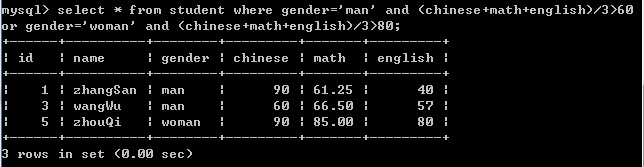 mysql> select * from student where gender='man' and (chinese+math+english)/3>60
or gender='woman' and (chinese+math+english)/3>80;
+------+----------+--------+---------+-------+---------+
| id   | name     | gender | chinese | math  | english |
+------+----------+--------+---------+-------+---------+
|    1 | zhangSan | man    |      90 | 61.25 |      40 |
|    3 | wangWu   | man    |      60 | 66.50 |      57 |
|    5 | zhouQi   | woman  |      90 | 85.00 |      80 |
+------+----------+--------+---------+-------+---------+
3 rows in set (0.00 sec)